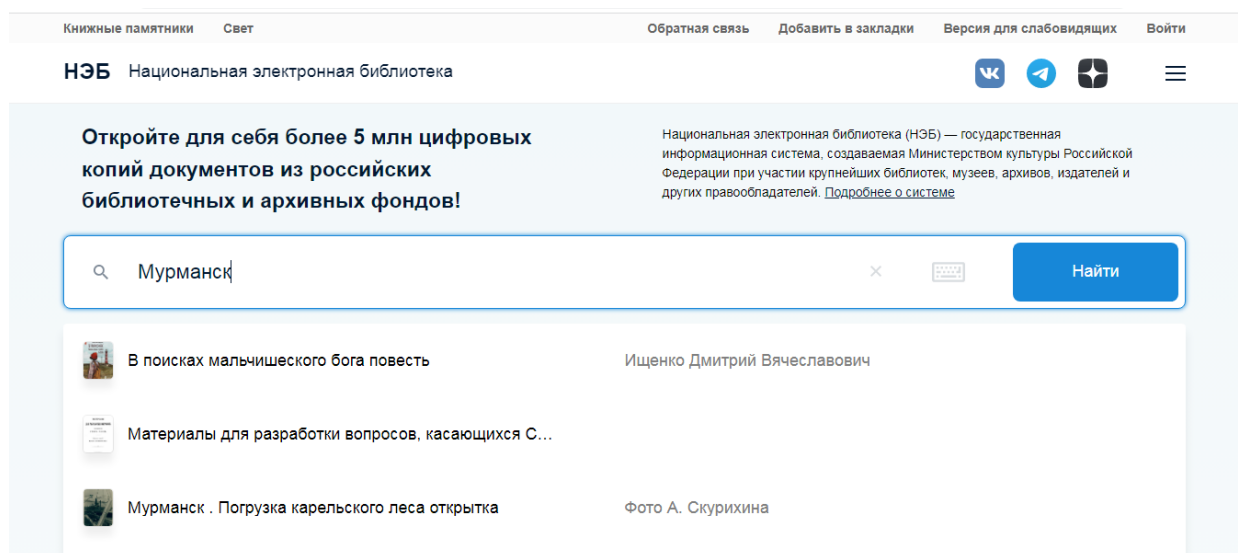 Книжные памятники Свет Обратная связь Добавить в закладки Версия для слабовидящих Войти
НЭБ Национальная электронная библиотека
Откройте для себя более 5 млн цифровых
копий документов из российских
библиотечных и архивных фондов!
Национальная электронная библиотека (НЭБ) — государственная
информационная система, создаваемая Министерством культуры Российской
Федерации при участии крупнейших библиотек, музеев, архивов, издателей и
других правообладателей. Подробнее о системе
Мурманск Найти
В поисках мальчишеского бога повесть Ищенко Дмитрий Вячеславович
Материалы для разработки вопросов, касающихся С...
Мурманск . Погрузка карельского леса открытка Фото А. Скурихина